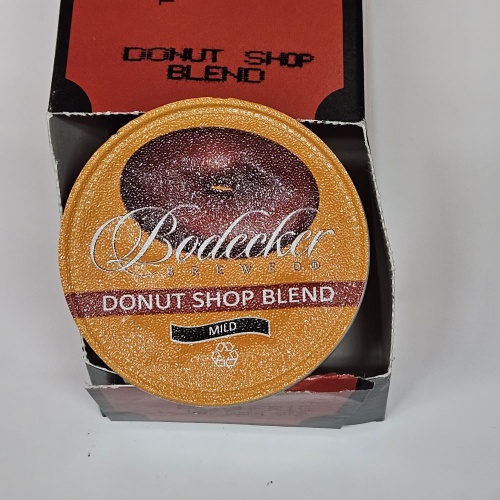 DONUT SHOP
BLEND
Bodecker
BREWED®
DONUT SHOP BLEND
MILD